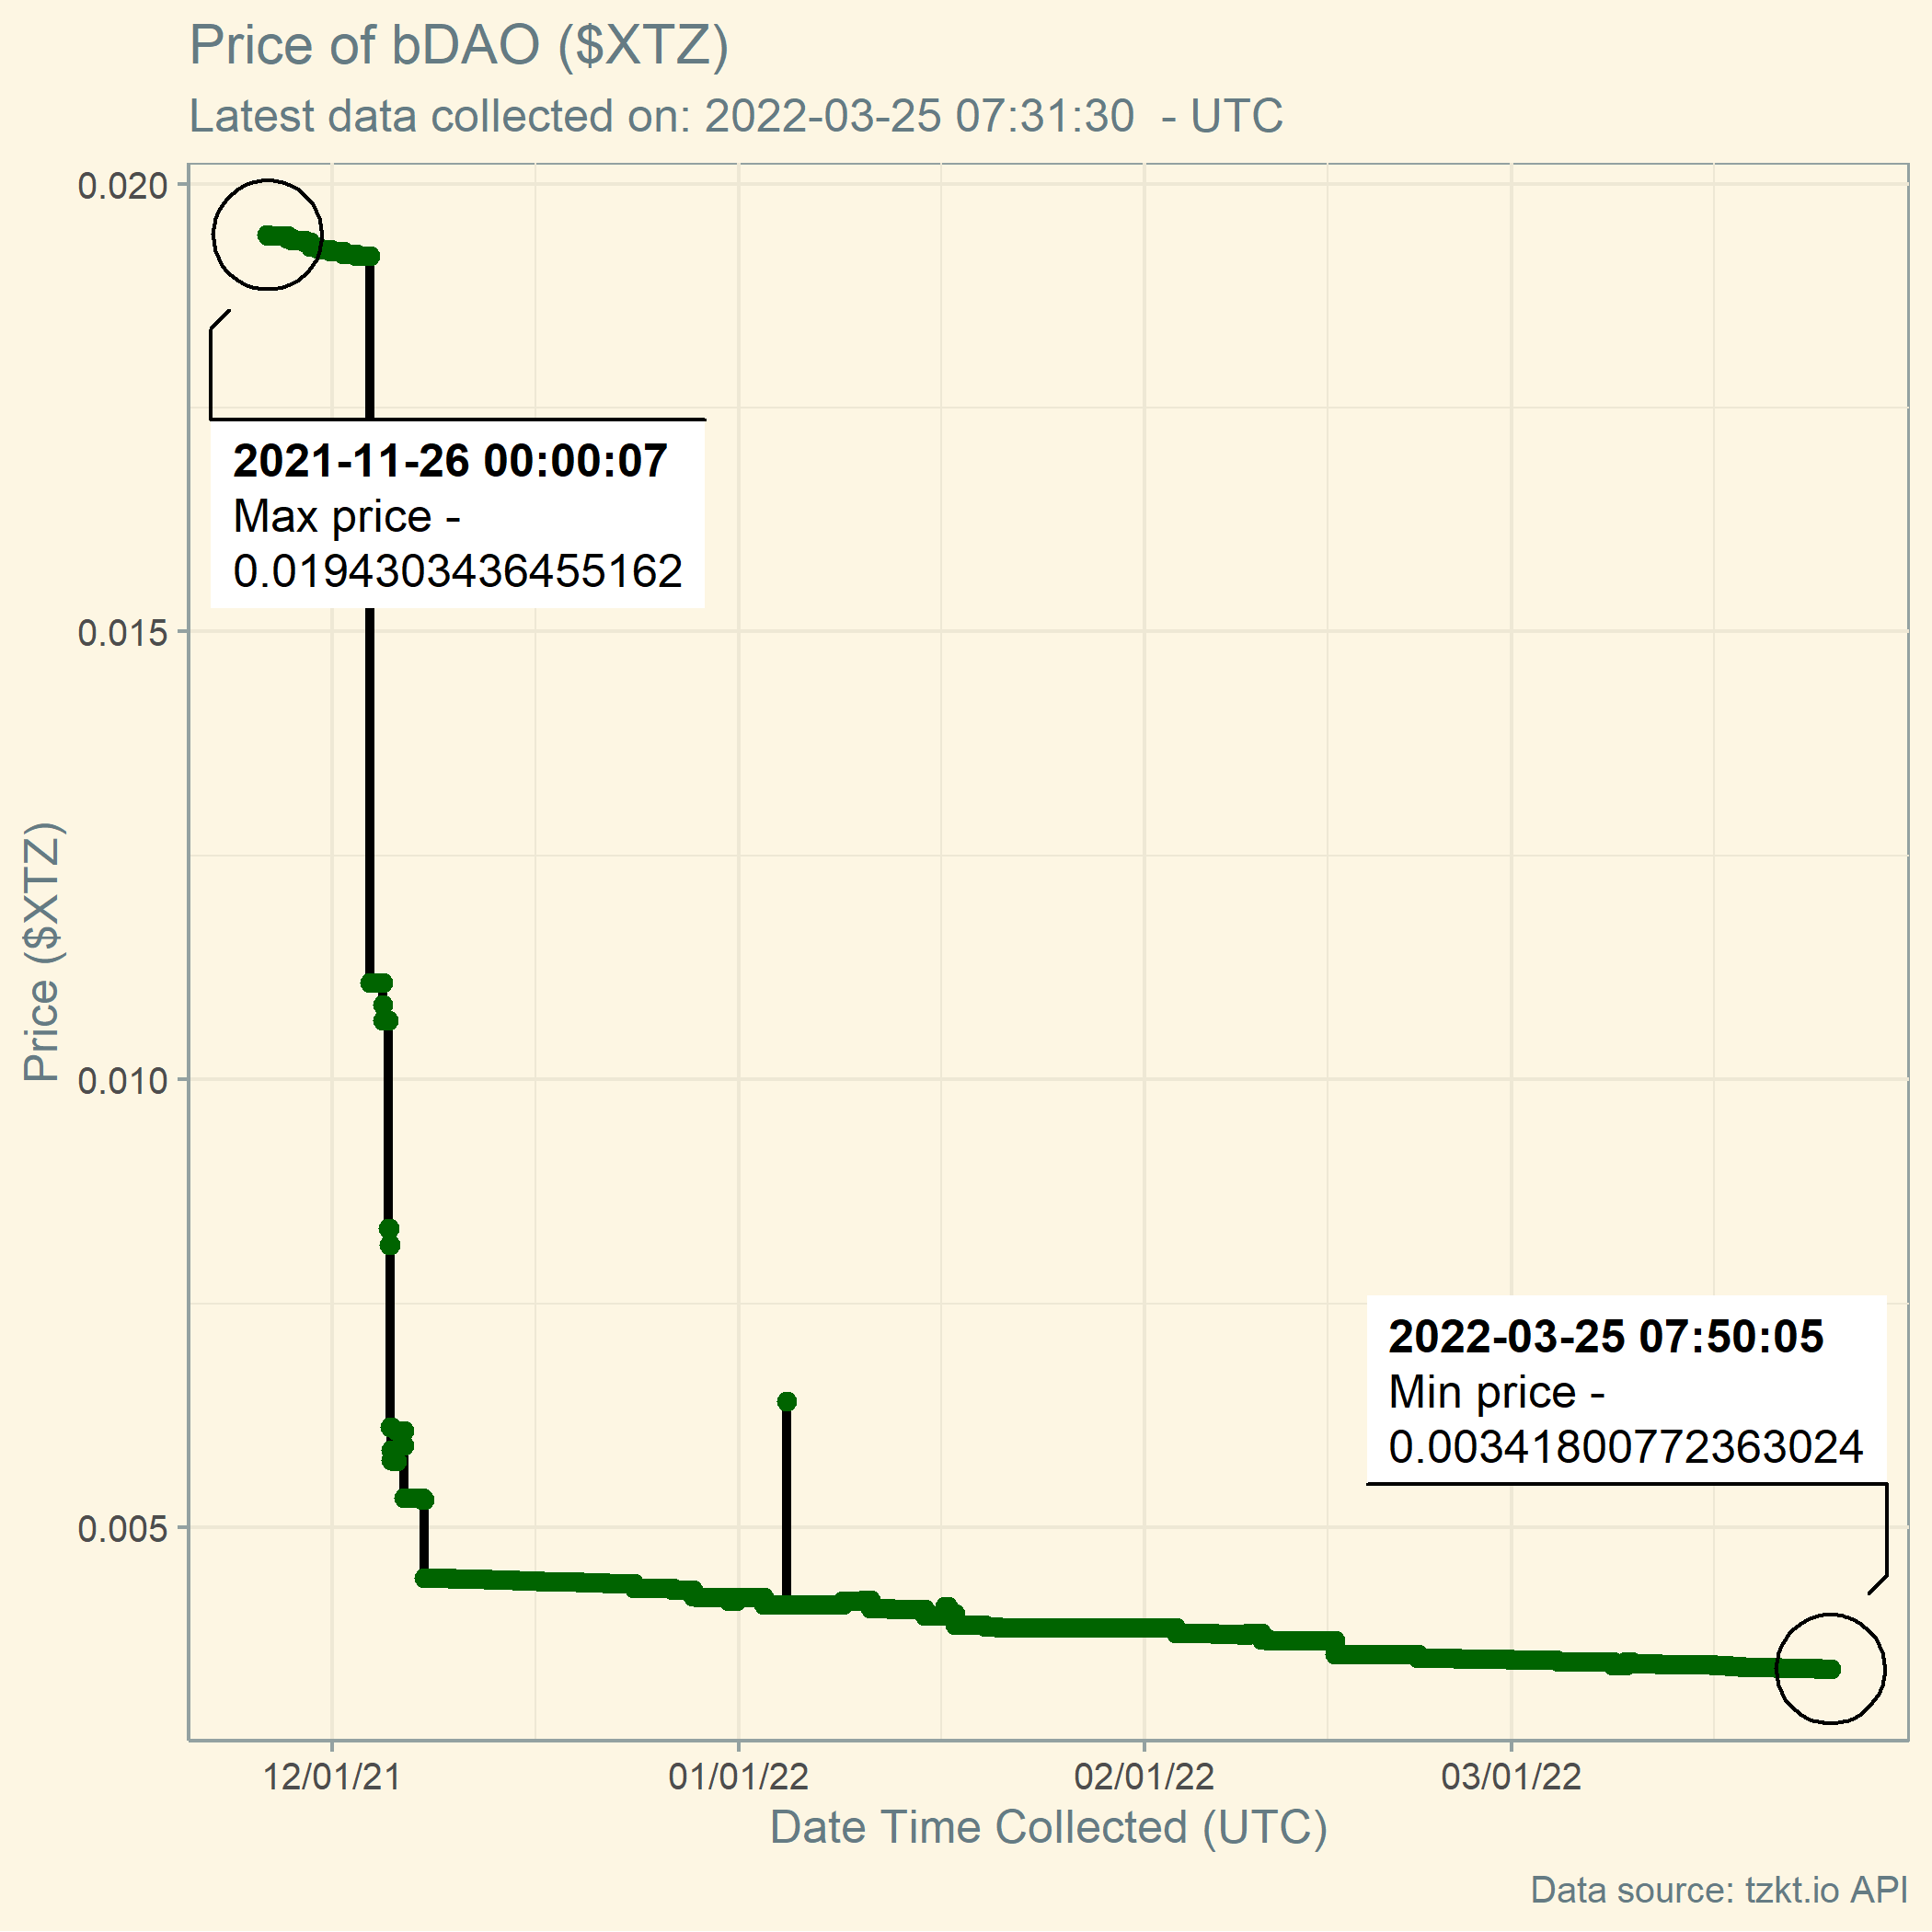 Price of bDAO ($XTZ)
Latest data collected on: 2022-03-25 07:31:30  - UTC
0.020
2021-11-26 00:00:07
Max price -
0.0194303436455162
0.015
Price ($XTZ)
0.010
2022-03-25 07:50:05
Min price -
0.00341800772363024
0.005
12/01/21
01/01/22
02/01/22
03/01/22
Date Time Collected (UTC)
Data source: tzkt.io API